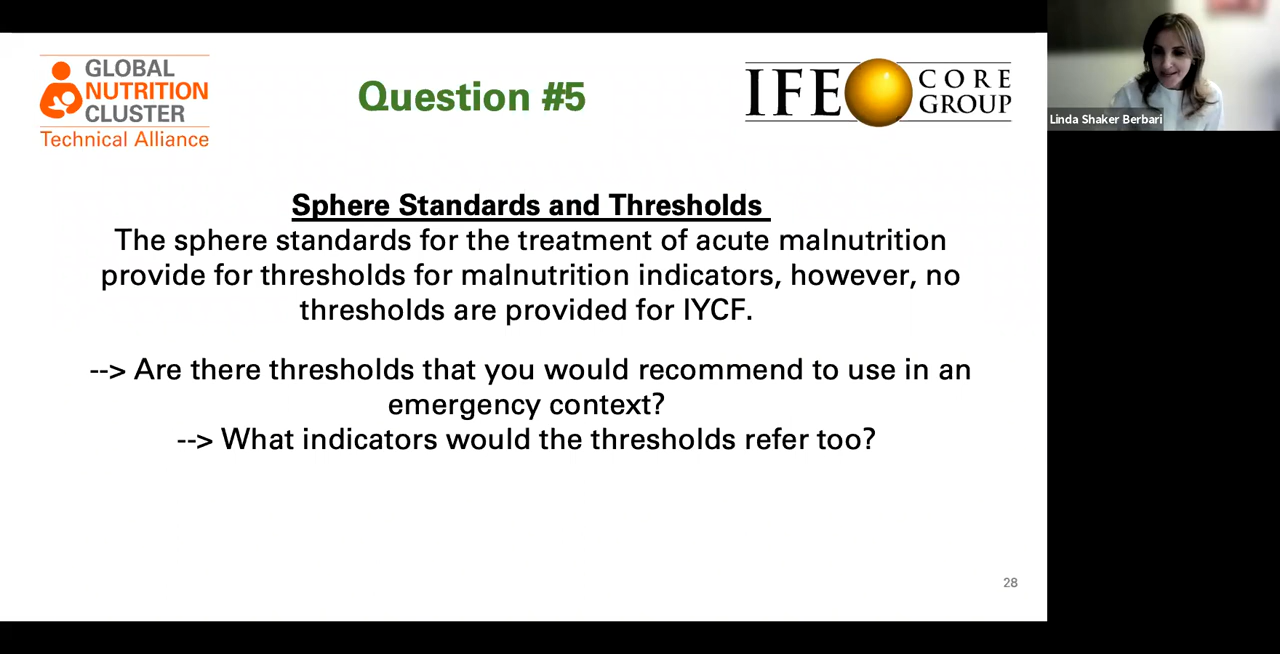 GLOBAL
NUTRITION
CLUSTER
Technical Alliance
Question #5
IFE CORE
GROUP
Linda Shaker Berbari
Sphere Standards and Thresholds
The sphere standards for the treatment of acute malnutrition
provide for thresholds for malnutrition indicators, however, no
thresholds are provided for IYCF.
--> Are there thresholds that you would recommend to use in an
emergency context?
--> What indicators would the thresholds refer too?
28